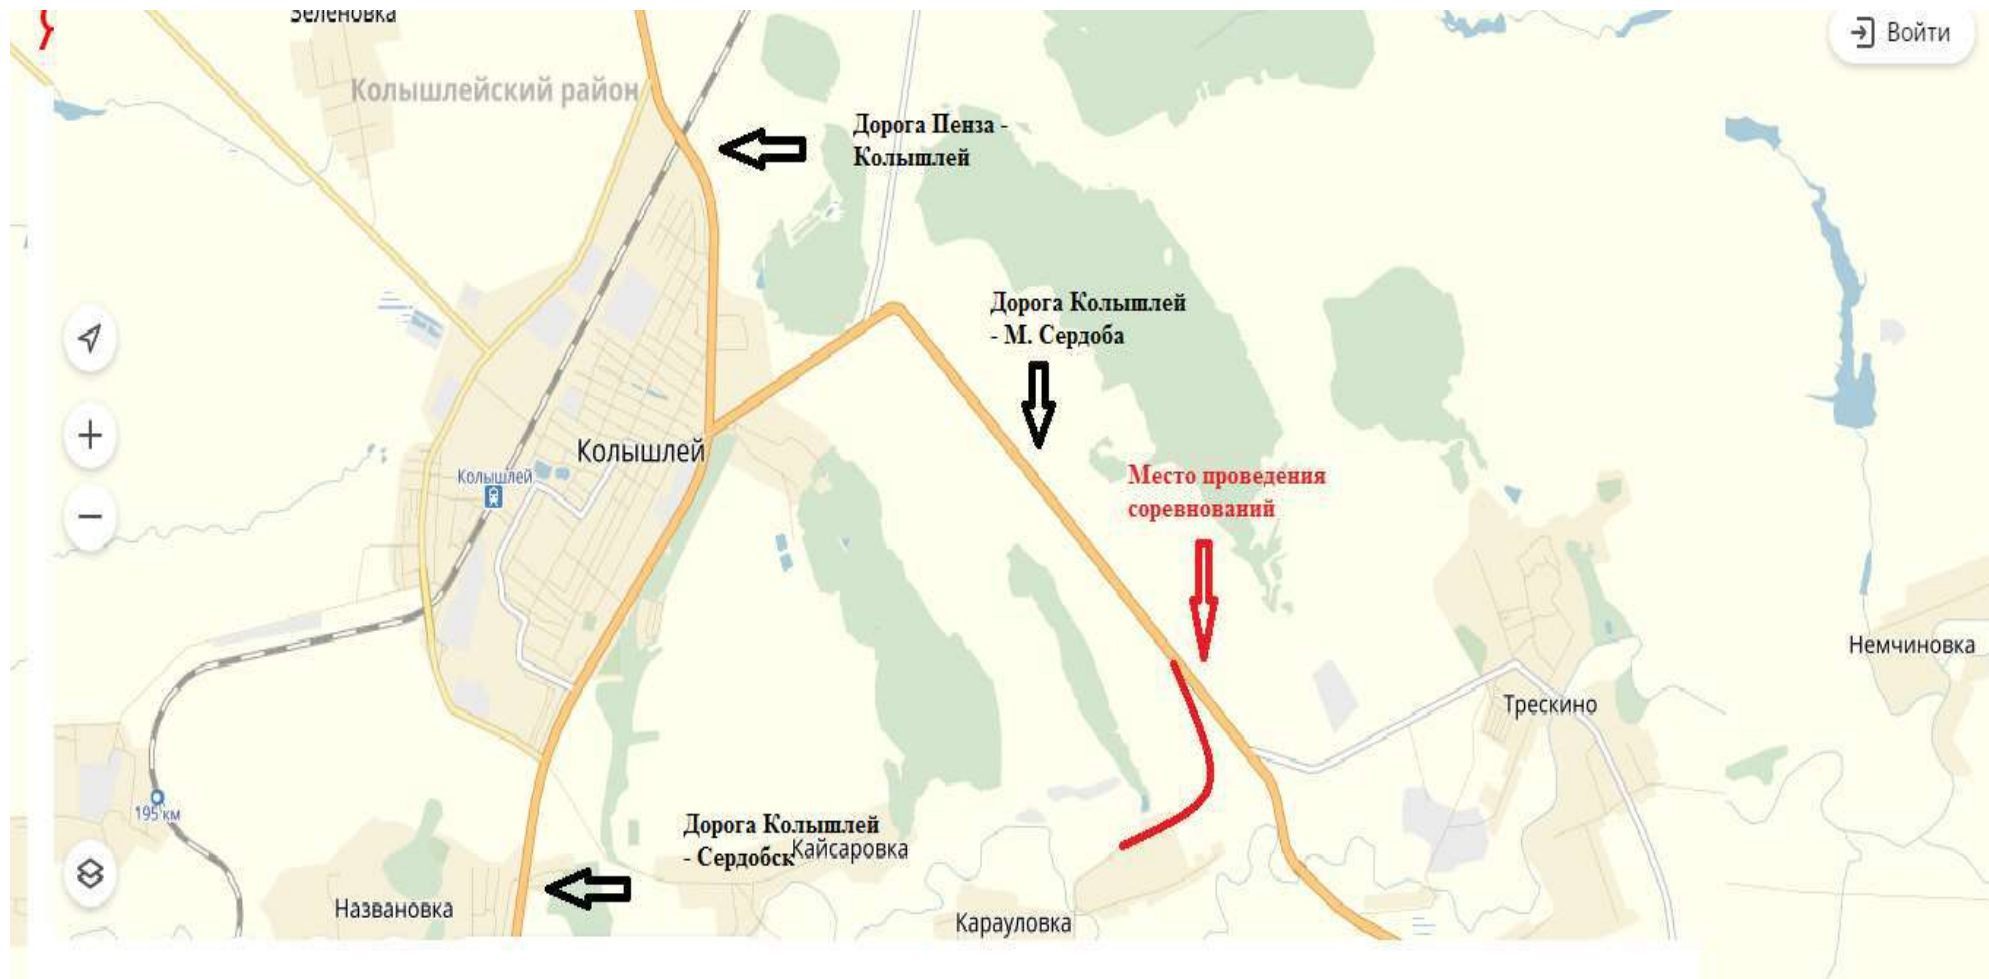 Зеленовка
Войти
Колышлейский район
Дорога Пенза -
Колышлей
Дорога Колышлей
- М. Сердоба
Колышлей
Колышлей
Место проведения
соревнований
Немчиновка
Трескино
195 км
Дорога Колышлей
- Сердобск
Кайсаровка
Названовка
Карауловка